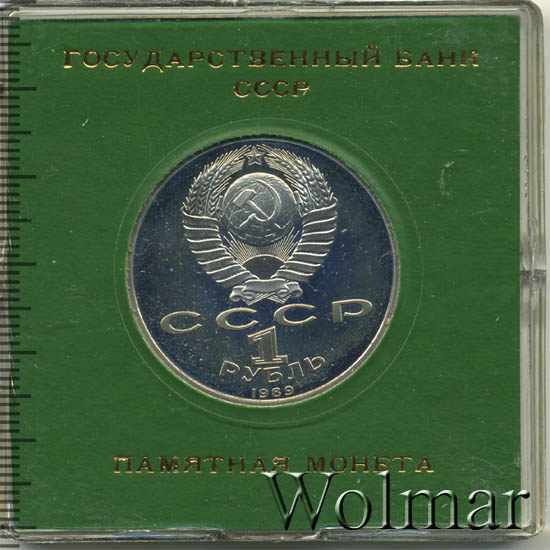 ГОСУДАРСТВЕННЫЙ БАНК
СССР
СССР
1
РУБЛЬ
1989
ПАМЯТНАЯ МОНЕТА
Wolmar